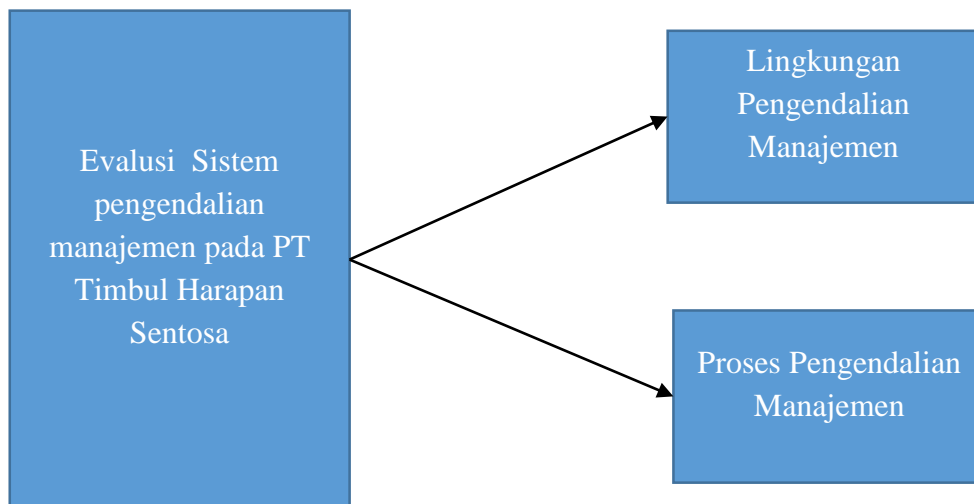 Evalusi Sistem
pengendalian
manajemen pada PT
Timbul Harapan
Sentosa
Lingkungan
Pengendalian
Manajemen
Proses Pengendalian
Manajemen